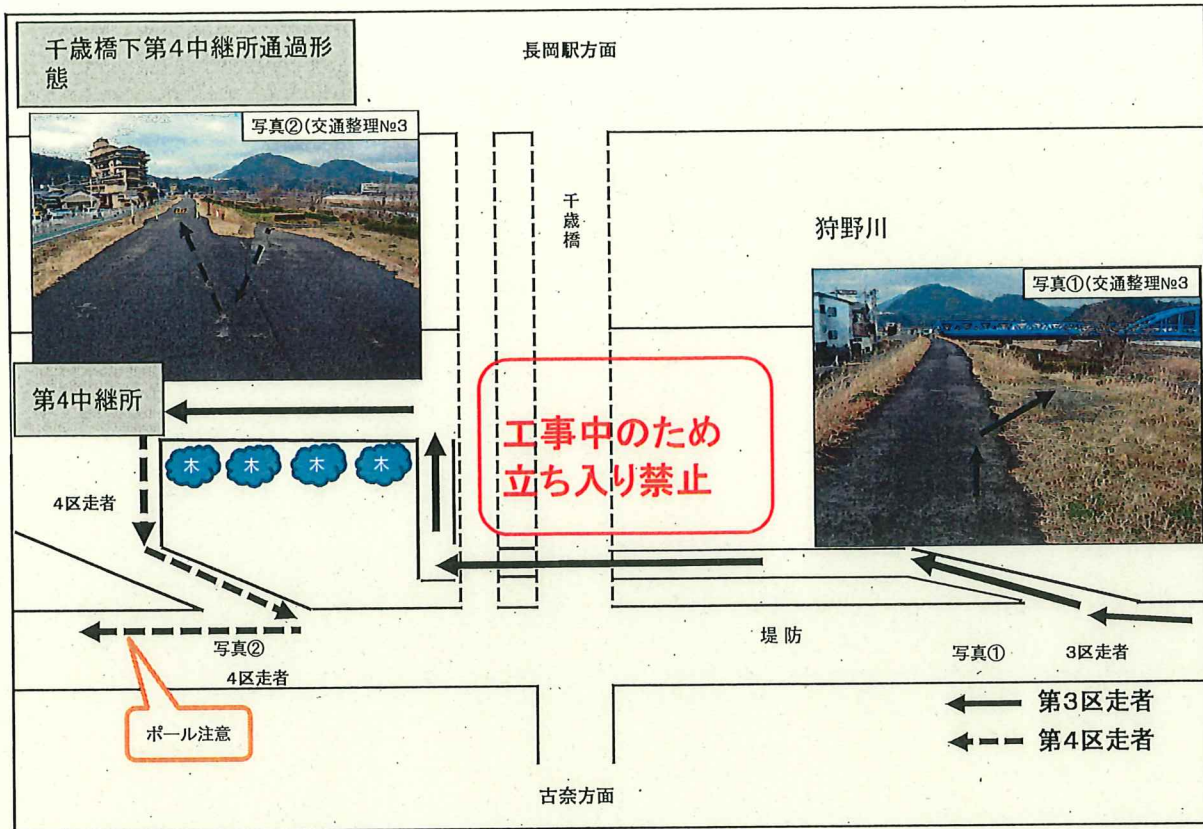 千歳橋下第4中継所通過形
態
長岡駅方面
写真②(交通整理№3
千歳橋
狩野川
写真①(交通整理№3
第4中継所
工事中のため
立ち入り禁止
木
木
木
木
4区走者
写真②
4区走者
ポール注意
堤防
写真①
3区走者
第3区走者
第4区走者
古奈方面